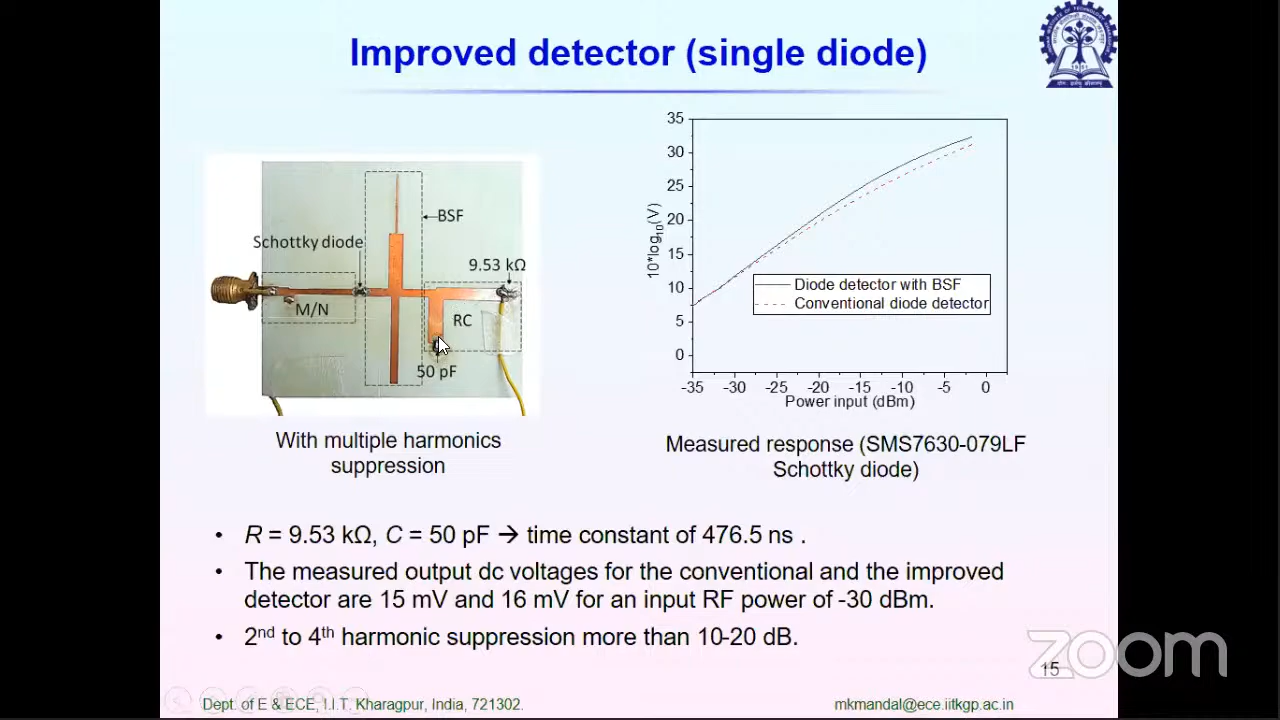 Improved detector (single diode)
BSF
Schottky diode
9.53 kΩ
M/N
RC
50 pF
With multiple harmonics
suppression
35
30
25
20
15
10
5
0
10*log10(V)
Diode detector with BSF
Conventional diode detector
-35 -30 -25 -20 -15 -10 -5 0
Power input (dBm)
Measured response (SMS7630-079LF
Schottky diode)
• R = 9.53 kΩ, C = 50 pF → time constant of 476.5 ns .
• The measured output dc voltages for the conventional and the improved
detector are 15 mV and 16 mV for an input RF power of -30 dBm.
• 2nd to 4th harmonic suppression more than 10-20 dB.
zoom
15
Dept. of E & ECE, I.I.T. Kharagpur, India, 721302.
mkmandal@ece.iitkgp.ac.in